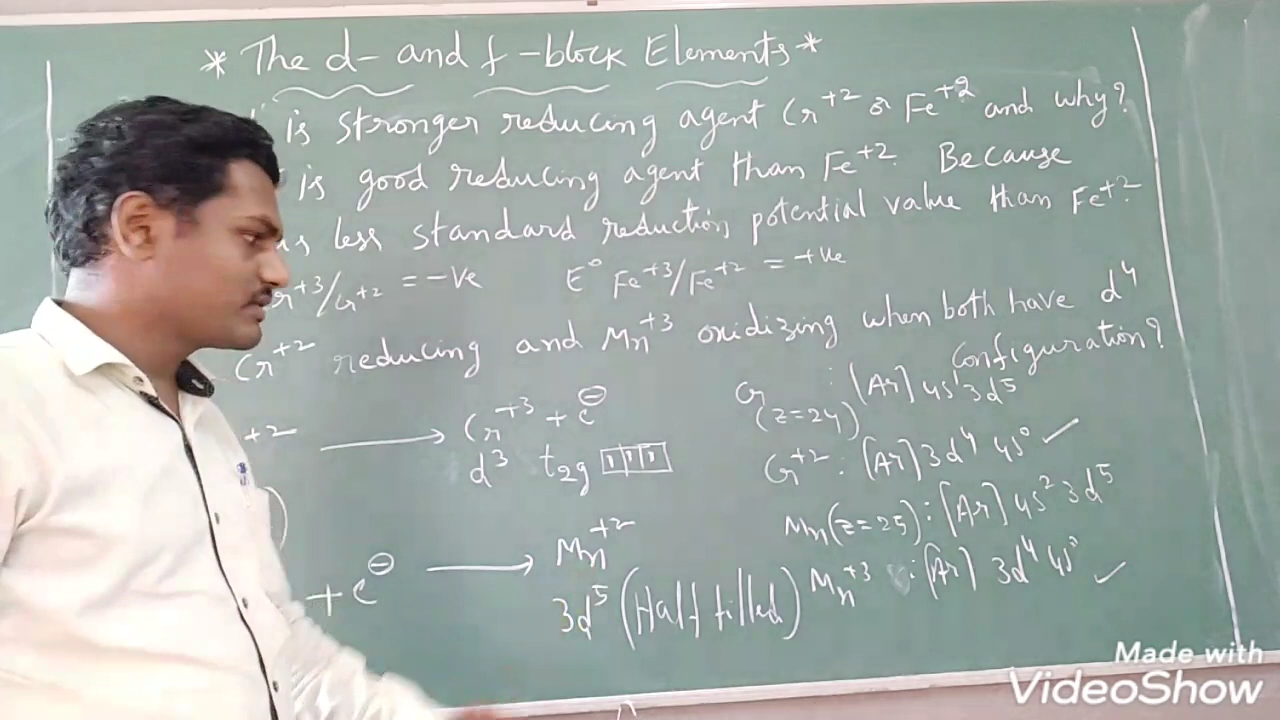 * The d- and f-block Elements *
is stronger reducing agent Cr+2 or Fe+2 and why?
is good reducing agent than Fe+2. Because
less standard reduction potential value than Fe+2.
r+3/Cr+2 = -ve E° Fe+3/Fe+2 = +ve
Cr+2 reducing and Mn+3 oxidizing when both have d4
Configuration?
+2 ⟶ Cr+3 + e⊖
d3 t2g
Cr : [Ar] 4s1 3d5
(Z=24)
Cr+2 : [Ar] 3d4 4s0 ✓
Mn (Z=25) : [Ar] 4s2 3d5
+ e⊖ ⟶ Mn+2
3d5 (Half filled)
Mn+3 : [Ar] 3d4 4s0 ✓
Made with
VideoShow